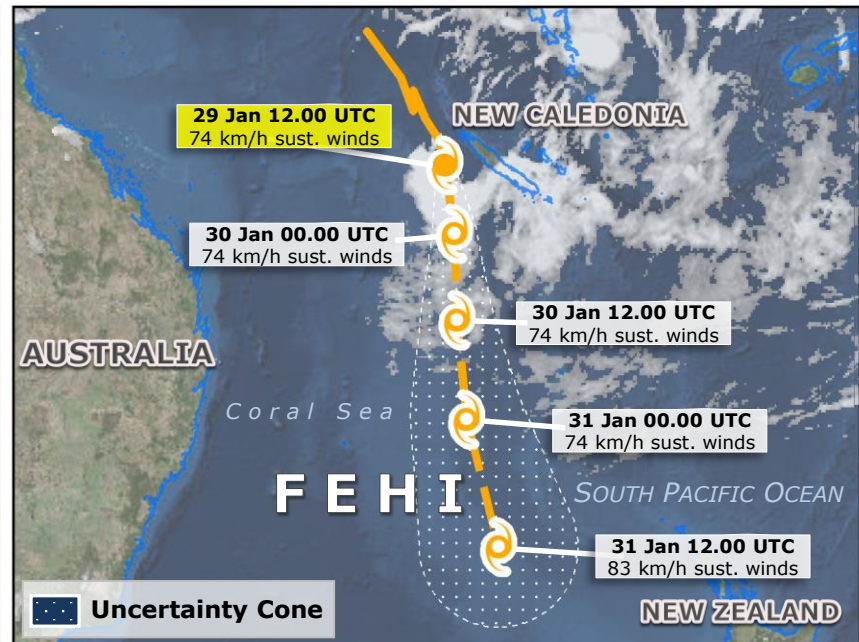 29 Jan 12.00 UTC
74 km/h sust. winds
NEW CALEDONIA
30 Jan 00.00 UTC
74 km/h sust. winds
30 Jan 12.00 UTC
74 km/h sust. winds
AUSTRALIA
Coral Sea
31 Jan 00.00 UTC
74 km/h sust. winds
FEHI
SOUTH PACIFIC OCEAN
31 Jan 12.00 UTC
83 km/h sust. winds
Uncertainty Cone
NEW ZEALAND